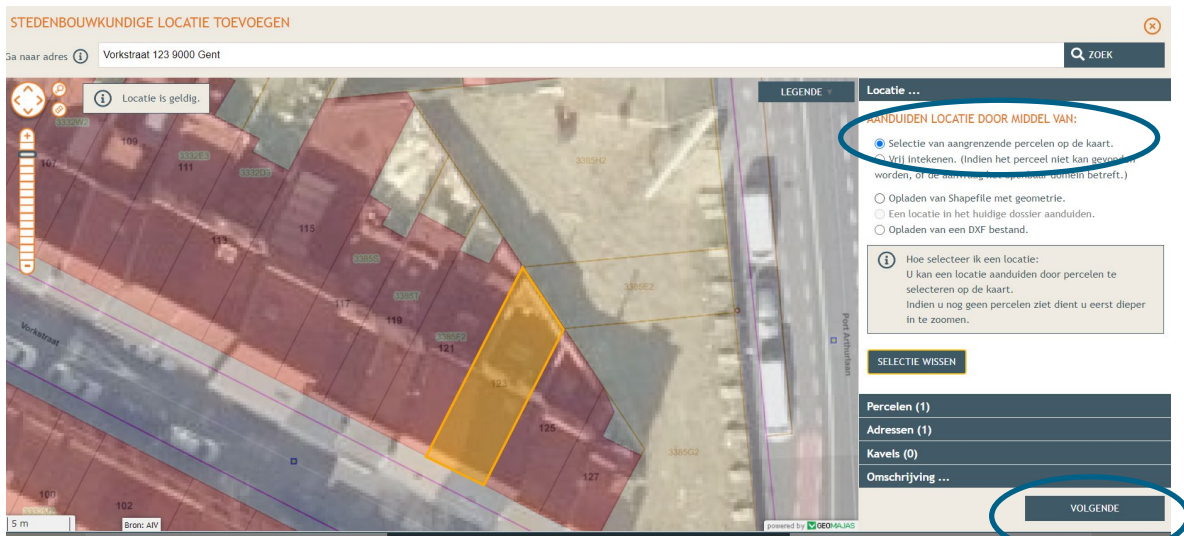 STEDENBOUWKUNDIGE LOCATIE TOEVOEGEN
Ga naar adres
Vorkstraat 123 9000 Gent
ZOEK
Locatie is geldig.
LEGENDE
109
107
3332E3
111
3332D3
3385H2
113
115
3385S
117
3385T
119
3385F2
121
123
125
127
3385E2
3385G2
Vorkstraat
Port Arthurlaan
100
102
5 m
Bron: AIV
powered by GEOMAJAS
Locatie ...
AANDUIDEN LOCATIE DOOR MIDDEL VAN:
Selectie van aangrenzende percelen op de kaart.
Vrij intekenen. (Indien het perceel niet kan gevonden
worden, of de aanvraag het openbaar domein betreft.)
Opladen van Shapefile met geometrie.
Een locatie in het huidige dossier aanduiden.
Opladen van een DXF bestand.
Hoe selecteer ik een locatie:
U kan een locatie aanduiden door percelen te
selecteren op de kaart.
Indien u nog geen percelen ziet dient u eerst dieper
in te zoomen.
SELECTIE WISSEN
Percelen (1)
Adressen (1)
Kavels (0)
Omschrijving ...
VOLGENDE